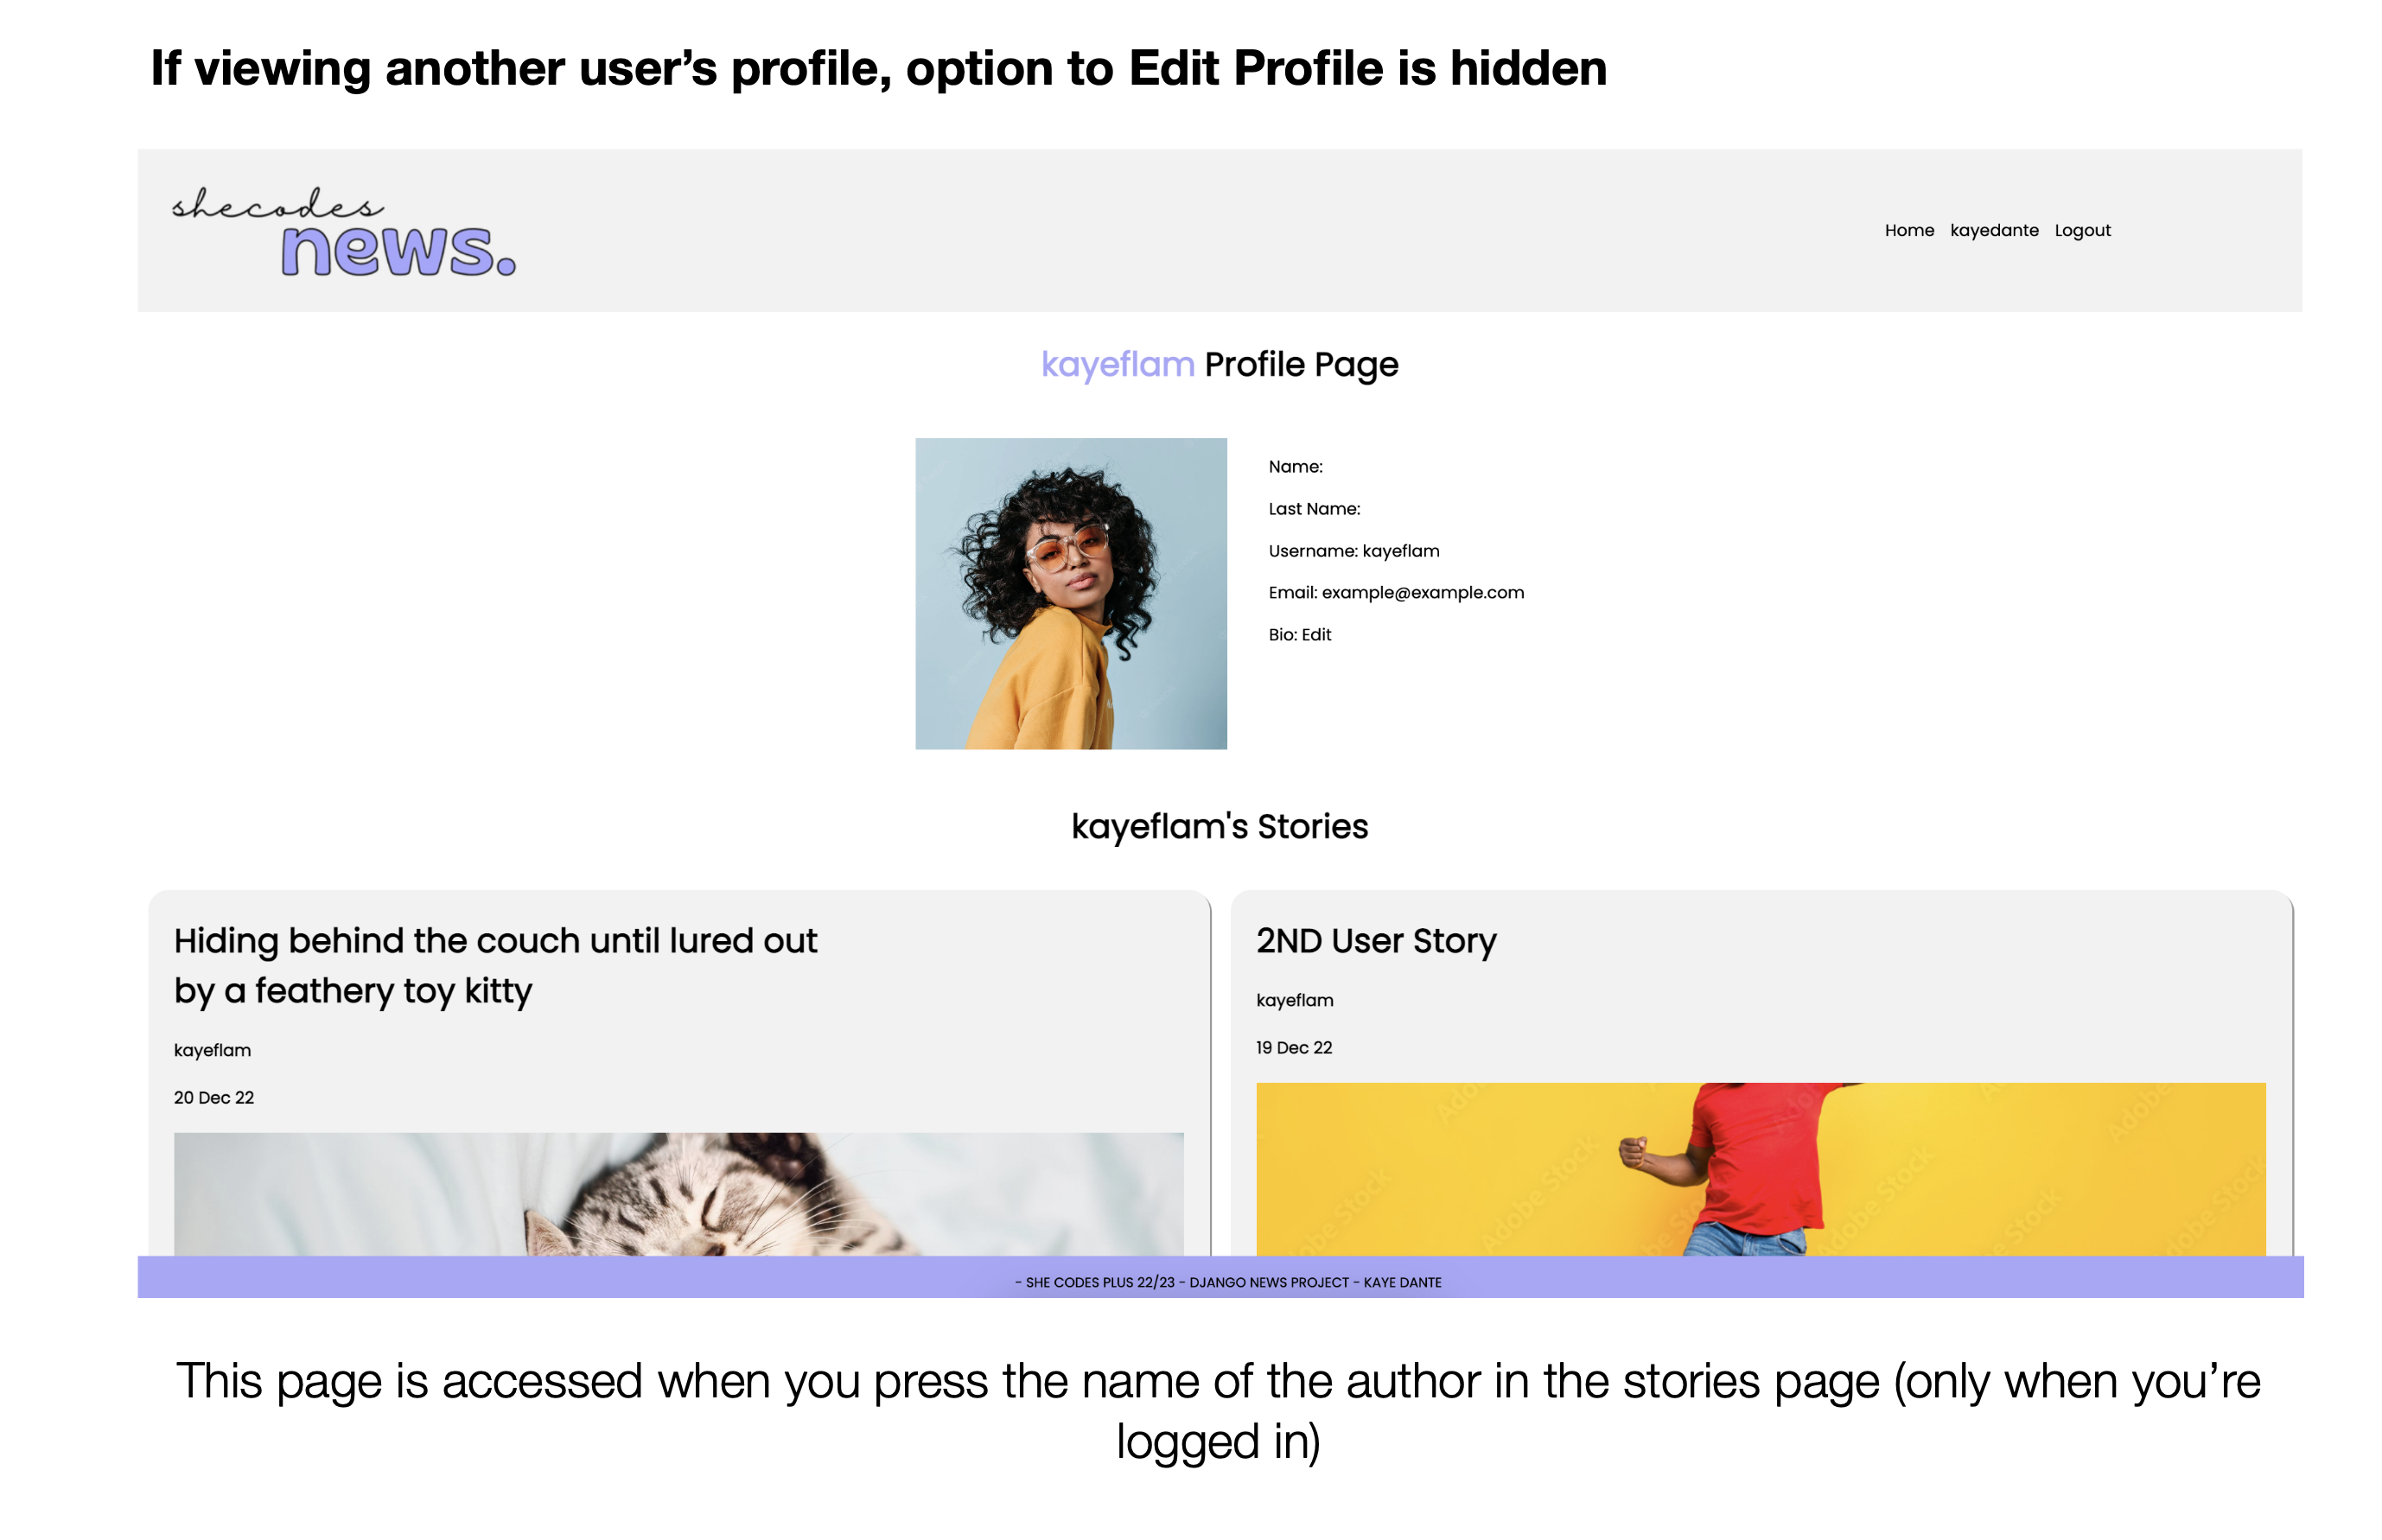 If viewing another user’s profile, option to Edit Profile is hidden
shecodes
news.
Home kayedante Logout
kayeflam Profile Page
Name:
Last Name:
Username: kayeflam
Email: example@example.com
Bio: Edit
kayeflam's Stories
Hiding behind the couch until lured out
by a feathery toy kitty
kayeflam
20 Dec 22
2ND User Story
kayeflam
19 Dec 22
Adobe Stock
Adobe Stock
- SHE CODES PLUS 22/23 - DJANGO NEWS PROJECT - KAYE DANTE
This page is accessed when you press the name of the author in the stories page (only when you’re
logged in)